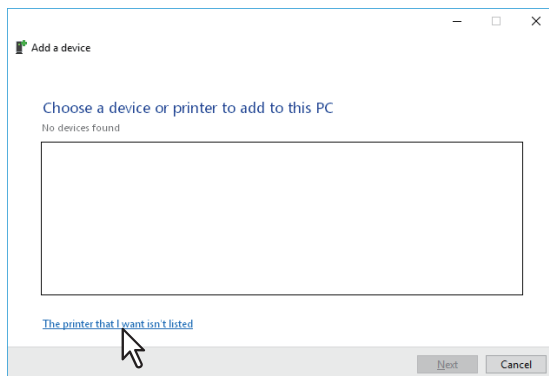 Add a device
Choose a device or printer to add to this PC
No devices found
The printer that I want isn't listed
Next Cancel